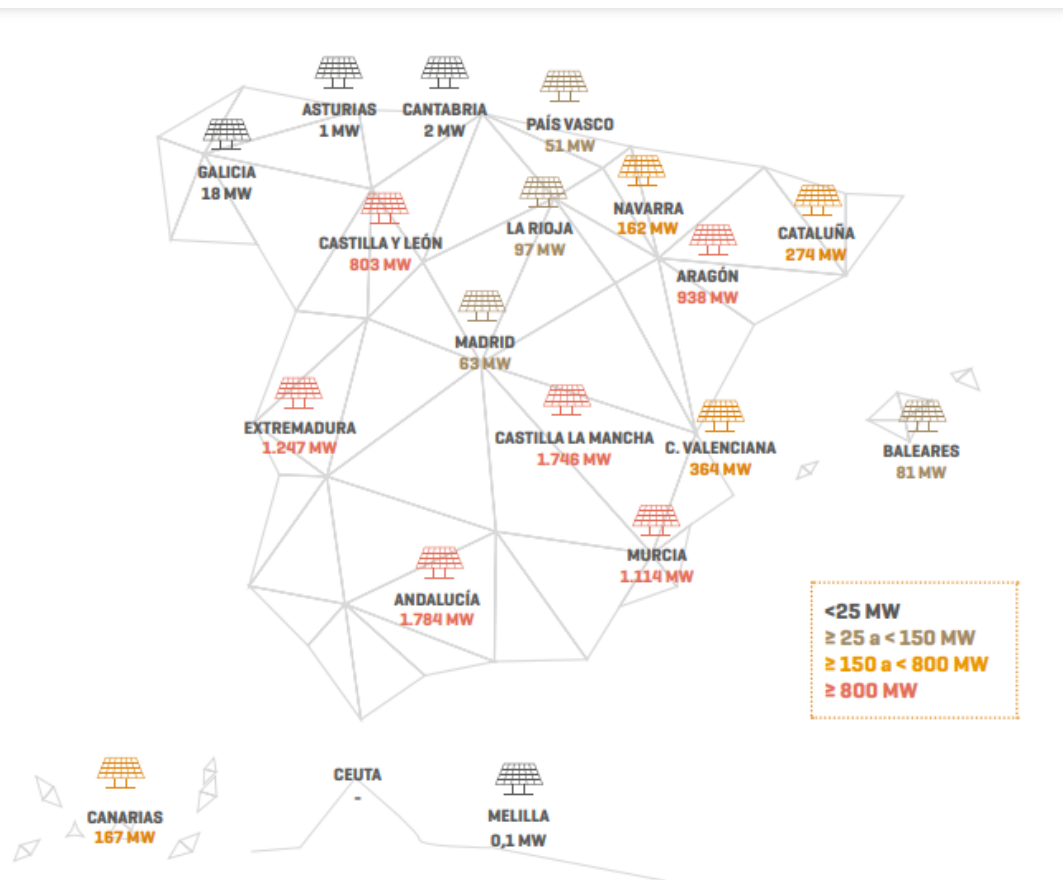 ASTURIAS
1 MW
CANTABRIA
2 MW
PAÍS VASCO
51 MW
GALICIA
18 MW
CASTILLA Y LEÓN
803 MW
LA RIOJA
97 MW
NAVARRA
162 MW
CATALUÑA
274 MW
ARAGÓN
938 MW
MADRID
63 MW
EXTREMADURA
1.247 MW
CASTILLA LA MANCHA
1.746 MW
C. VALENCIANA
364 MW
BALEARES
81 MW
MURCIA
1.114 MW
ANDALUCÍA
1.784 MW
<25 MW
≥ 25 a < 150 MW
≥ 150 a < 800 MW
≥ 800 MW
CANARIAS
167 MW
CEUTA
-
MELILLA
0,1 MW